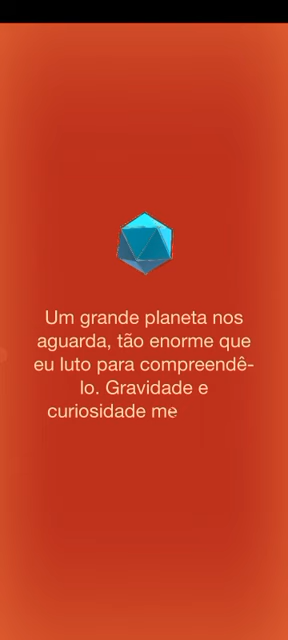 Um grande planeta nos
aguarda, tão enorme que
eu luto para compreendê-
lo. Gravidade e
curiosidade me